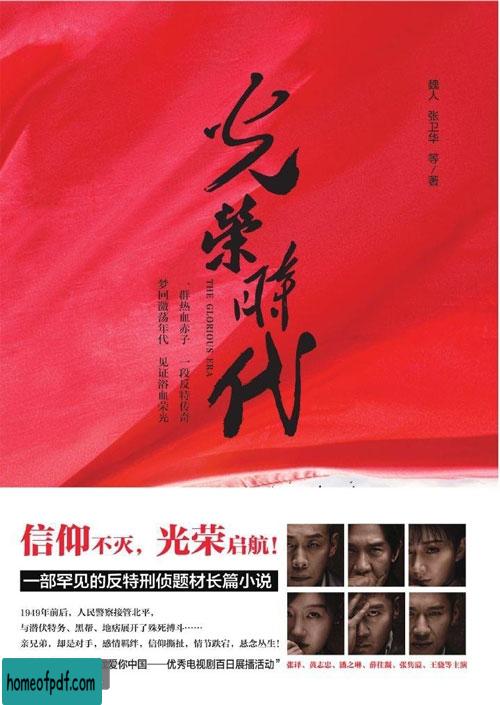 魏人 张卫华 等/著
光荣时代
THE GLORIOUS ERA
一群热血赤子 一段反特传奇
梦回激荡年代 见证浴血荣光
信仰不灭，光荣启航！
一部罕见的反特刑侦题材长篇小说
1949年前后，人民警察接管北平，
与潜伏特务、黑帮、地痞展开了殊死搏斗……
亲兄弟，却是对手，感情羁绊，信仰撕扯，情节跌宕，悬念丛生！
爱你中国——优秀电视剧百日展播活动”
张译、黄志忠、潘之琳、薛佳凝、张隽溢、王骁等主演
homeofpdf.com